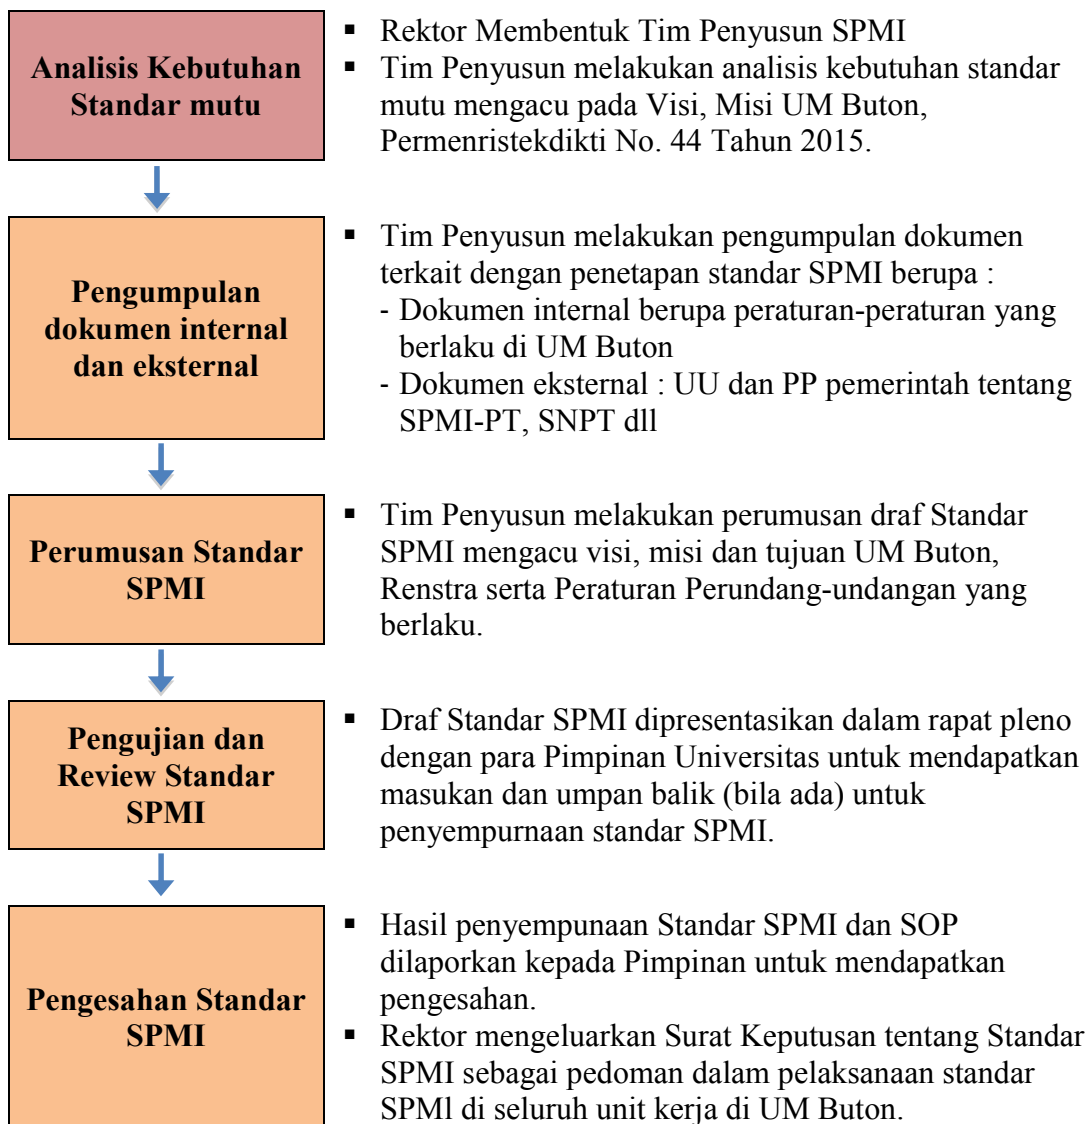 Analisis Kebutuhan
Standar mutu
▪ Rektor Membentuk Tim Penyusun SPMI
▪ Tim Penyusun melakukan analisis kebutuhan standar
mutu mengacu pada Visi, Misi UM Buton,
Permenristekdikti No. 44 Tahun 2015.
Pengumpulan
dokumen internal
dan eksternal
▪ Tim Penyusun melakukan pengumpulan dokumen
terkait dengan penetapan standar SPMI berupa :
- Dokumen internal berupa peraturan-peraturan yang
berlaku di UM Buton
- Dokumen eksternal : UU dan PP pemerintah tentang
SPMI-PT, SNPT dll
Perumusan Standar
SPMI
▪ Tim Penyusun melakukan perumusan draf Standar
SPMI mengacu visi, misi dan tujuan UM Buton,
Renstra serta Peraturan Perundang-undangan yang
berlaku.
Pengujian dan
Review Standar
SPMI
▪ Draf Standar SPMI dipresentasikan dalam rapat pleno
dengan para Pimpinan Universitas untuk mendapatkan
masukan dan umpan balik (bila ada) untuk
penyempurnaan standar SPMI.
Pengesahan Standar
SPMI
▪ Hasil penyempunaan Standar SPMI dan SOP
dilaporkan kepada Pimpinan untuk mendapatkan
pengesahan.
▪ Rektor mengeluarkan Surat Keputusan tentang Standar
SPMI sebagai pedoman dalam pelaksanaan standar
SPMl di seluruh unit kerja di UM Buton.